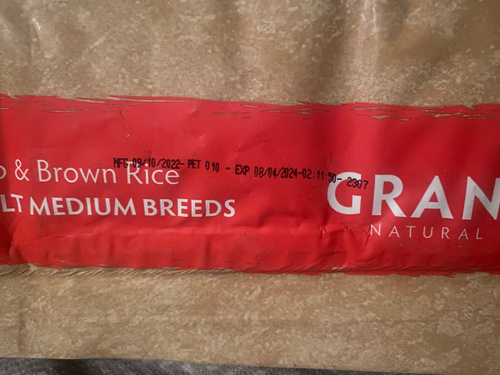 MFG 09/10/2022- PET 010 - EXP 08/04/2024-02:11:50- 2307
& Brown Rice
LT MEDIUM BREEDS
GRAN
NATURAL